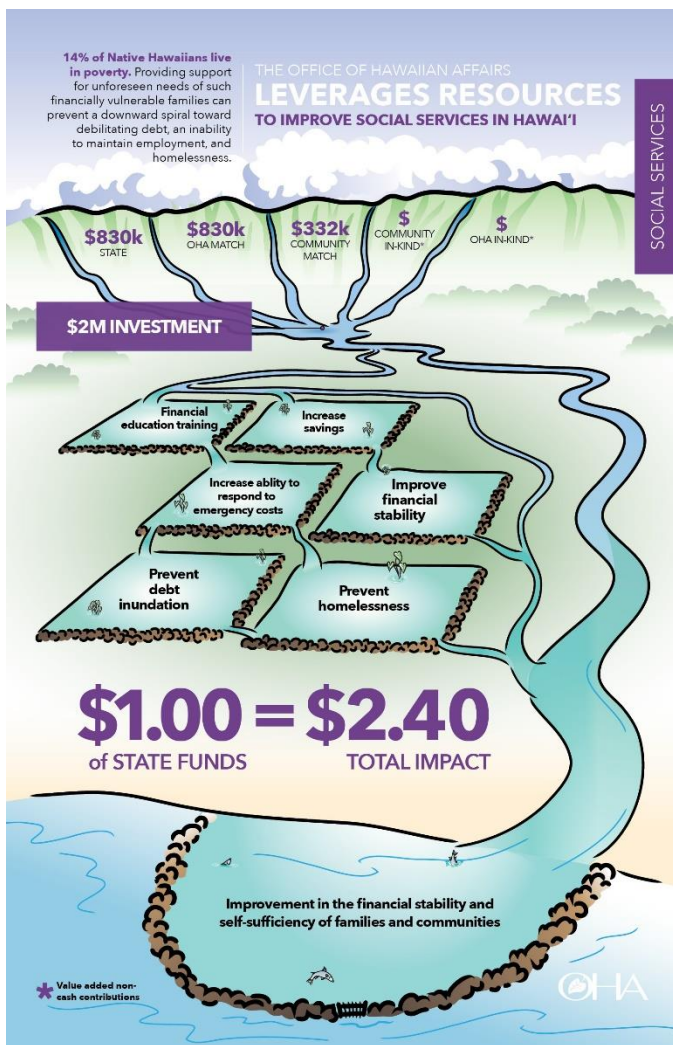 14% of Native Hawaiians live
in poverty. Providing support
for unforeseen needs of such
financially vulnerable families can
prevent a downward spiral toward
debilitating debt, an inability
to maintain employment, and
homelessness.
THE OFFICE OF HAWAIIAN AFFAIRS
LEVERAGES RESOURCES
TO IMPROVE SOCIAL SERVICES IN HAWAI‘I
SOCIAL SERVICES
$830k
STATE
$830k
OHA MATCH
$332k
COMMUNITY
MATCH
$
COMMUNITY
IN-KIND*
$
OHA IN-KIND*
$2M INVESTMENT
Financial
education training
Increase
savings
Increase ablity to
respond to
emergency costs
Improve
financial
stability
Prevent
debt
inundation
Prevent
homelessness
$1.00 = $2.40
of STATE FUNDS TOTAL IMPACT
Improvement in the financial stability and
self-sufficiency of families and communities
* Value added non-
cash contributions
OHA